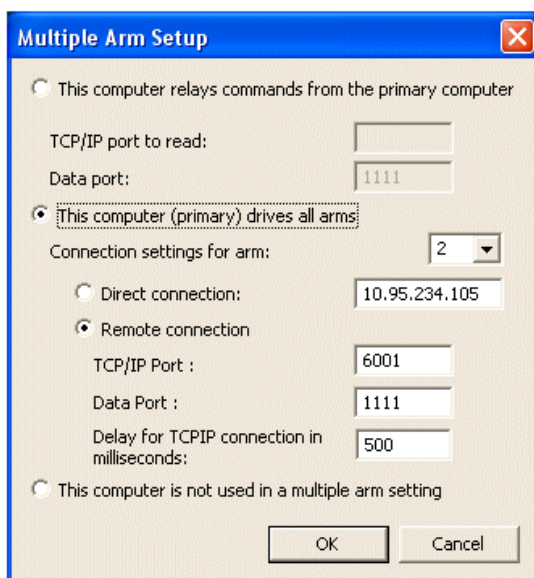 Multiple Arm Setup
This computer relays commands from the primary computer
TCP/IP port to read:
Data port: 1111
This computer (primary) drives all arms
Connection settings for arm: 2
Direct connection: 10.95.234.105
Remote connection
TCP/IP Port : 6001
Data Port : 1111
Delay for TCPIP connection in
milliseconds: 500
This computer is not used in a multiple arm setting
OK Cancel